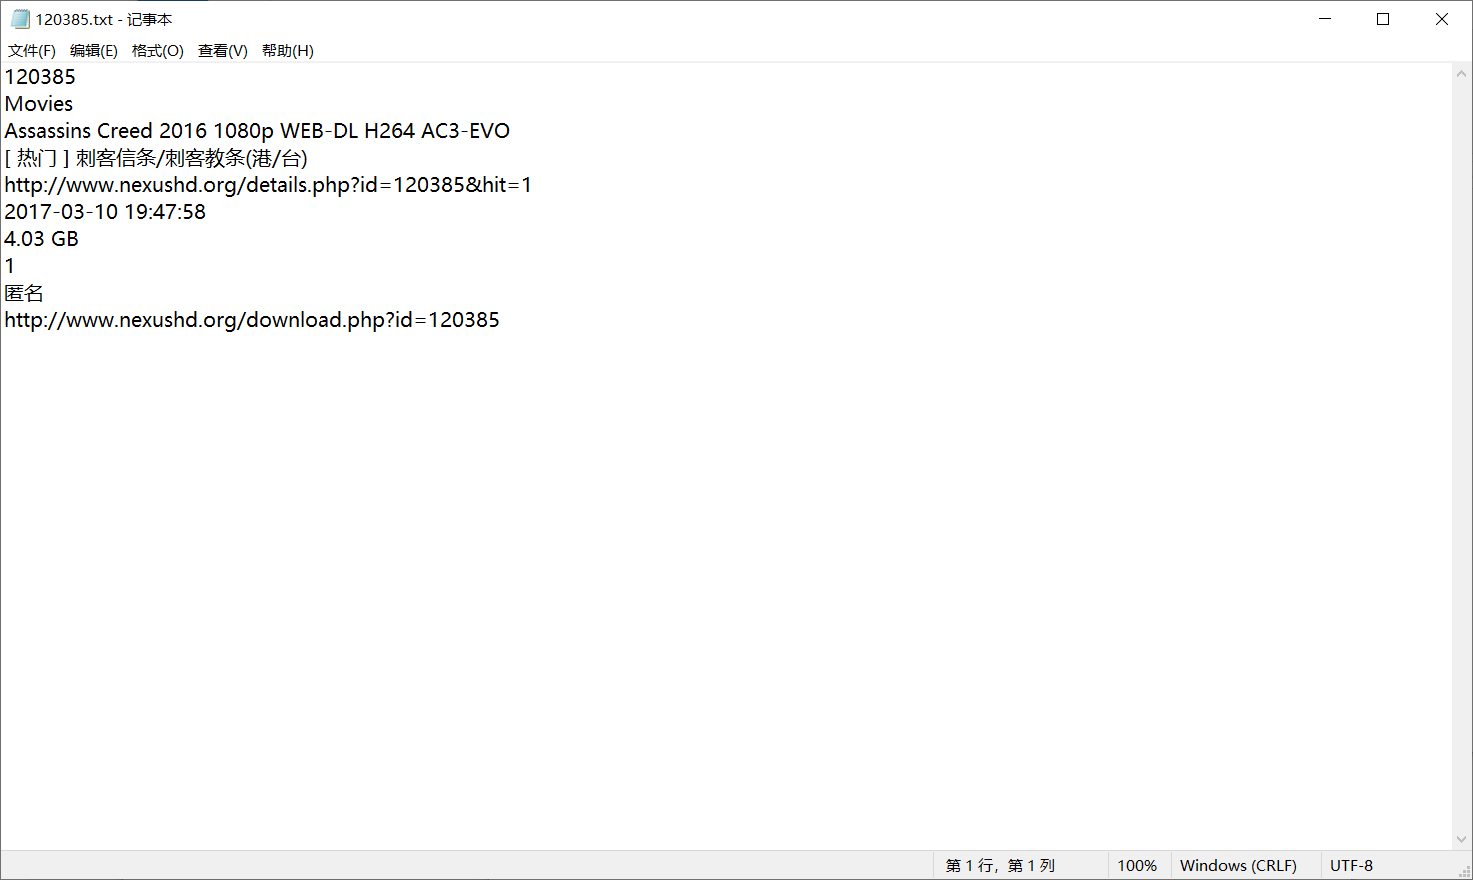 120385.txt - 记事本
文件(F) 编辑(E) 格式(O) 查看(V) 帮助(H)
120385
Movies
Assassins Creed 2016 1080p WEB-DL H264 AC3-EVO
[ 热门 ] 刺客信条/刺客教条(港/台)
http://www.nexushd.org/details.php?id=120385&hit=1
2017-03-10 19:47:58
4.03 GB
1
匿名
http://www.nexushd.org/download.php?id=120385
第 1 行，第 1 列 100% Windows (CRLF) UTF-8